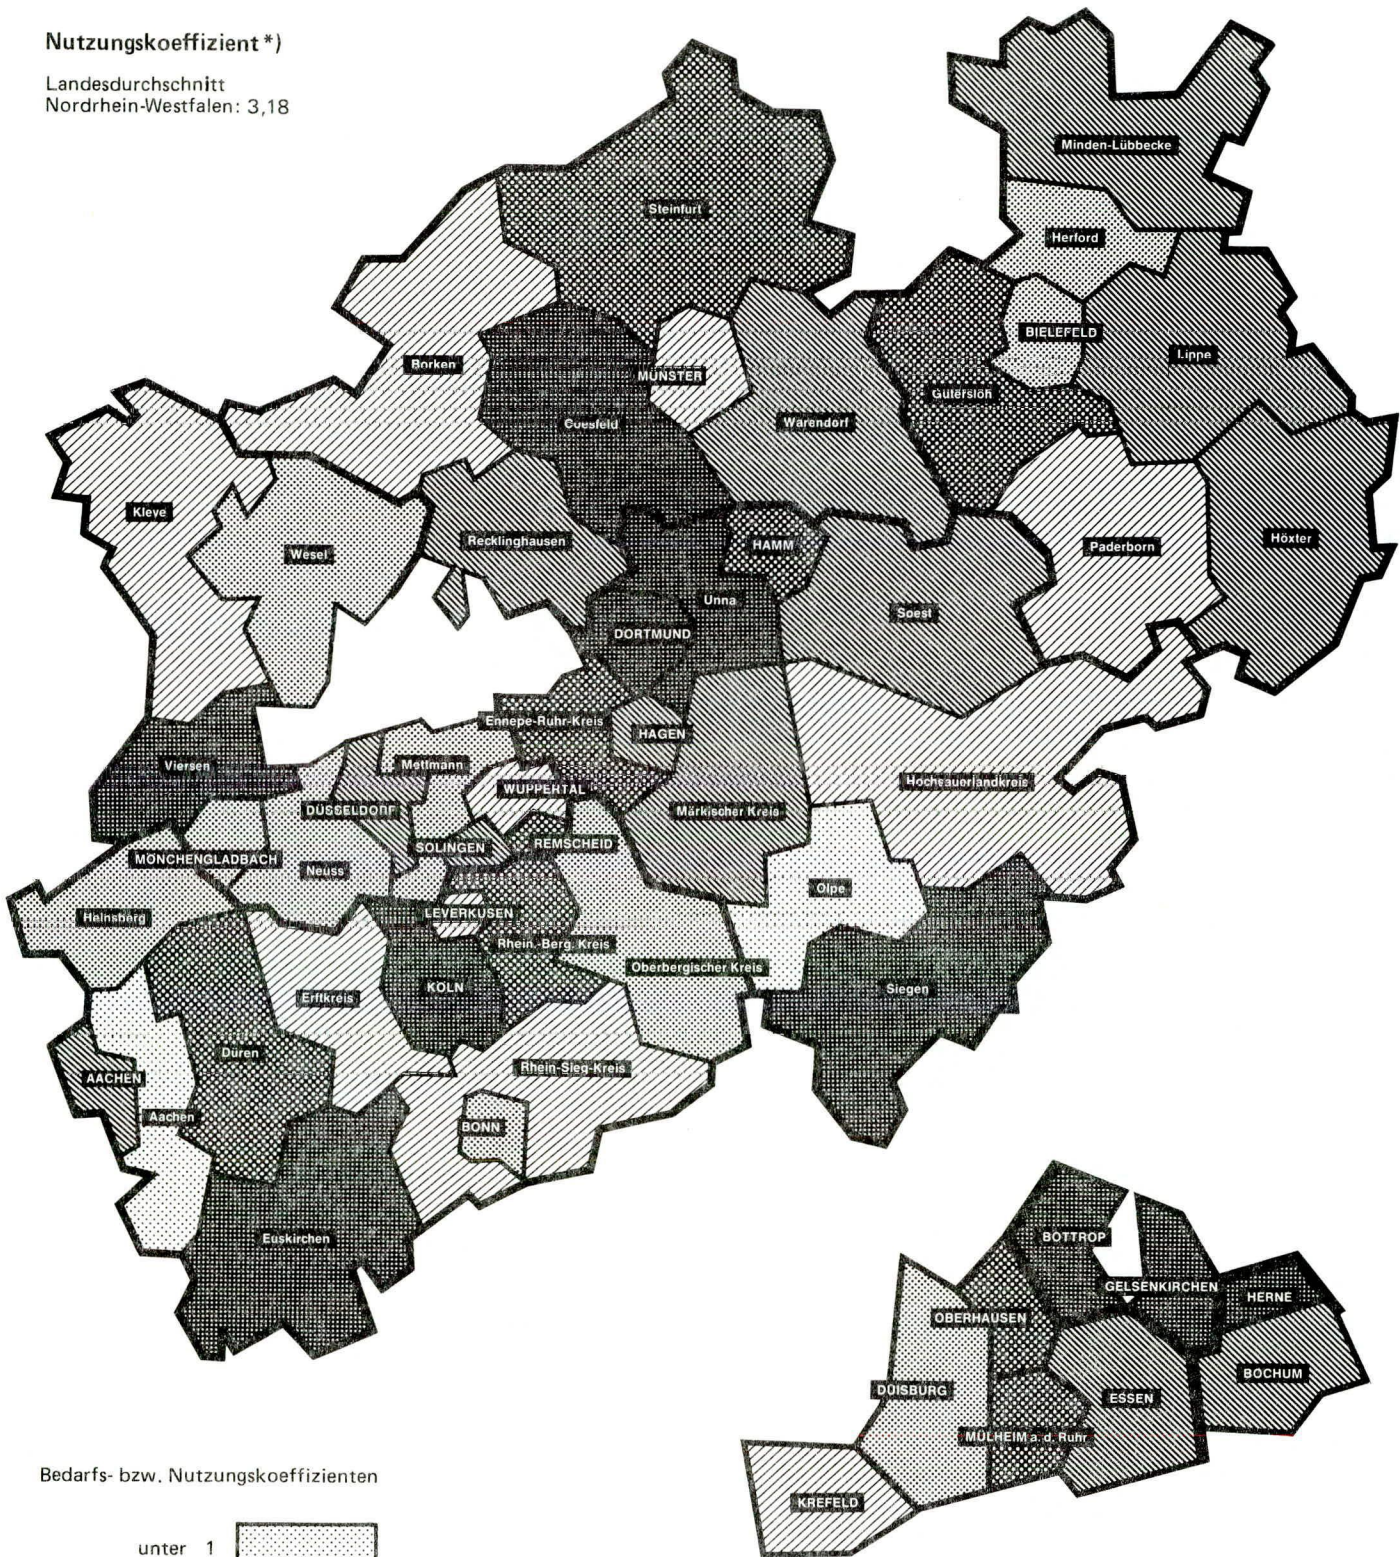 Nutzungskoeffizient *)
Landesdurchschnitt
Nordrhein-Westfalen: 3,18
Minden-Lübbecke
Steinfurt
Herford
BIELEFELD
Lippe
Borken
MÜNSTER
Gütersloh
Coesfeld
Warendorf
Kleve
Wesel
Recklinghausen
HAMM
Paderborn
Höxter
Unna
Soest
DORTMUND
Ennepe-Ruhr-Kreis
HAGEN
Viersen
Mettmann
WUPPERTAL
Hochsauerlandkreis
DÜSSELDORF
Märkischer Kreis
SOLINGEN
REMSCHEID
MÖNCHENGLADBACH
Neuss
Olpe
Heinsberg
LEVERKUSEN
Rhein.-Berg. Kreis
Oberbergischer Kreis
KÖLN
Siegen
Erftkreis
Düren
Rhein-Sieg-Kreis
AACHEN
Aachen
BONN
Euskirchen
BOTTROP
GELSENKIRCHEN
HERNE
OBERHAUSEN
BOCHUM
DUISBURG
ESSEN
MÜLHEIM a. d. Ruhr
KREFELD
Bedarfs- bzw. Nutzungskoeffizienten
unter 1